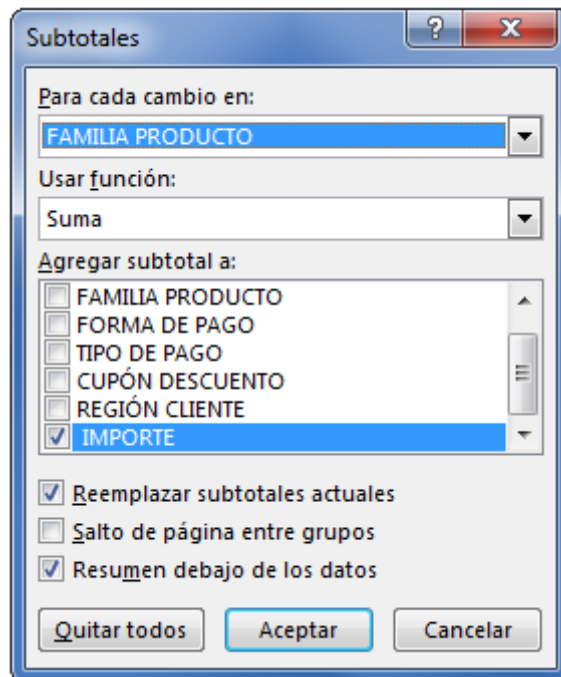 Subtotales
?
Para cada cambio en:
FAMILIA PRODUCTO
Usar función:
Suma
Agregar subtotal a:
FAMILIA PRODUCTO
FORMA DE PAGO
TIPO DE PAGO
CUPÓN DESCUENTO
REGIÓN CLIENTE
IMPORTE
Reemplazar subtotales actuales
Salto de página entre grupos
Resumen debajo de los datos
Quitar todos Aceptar Cancelar